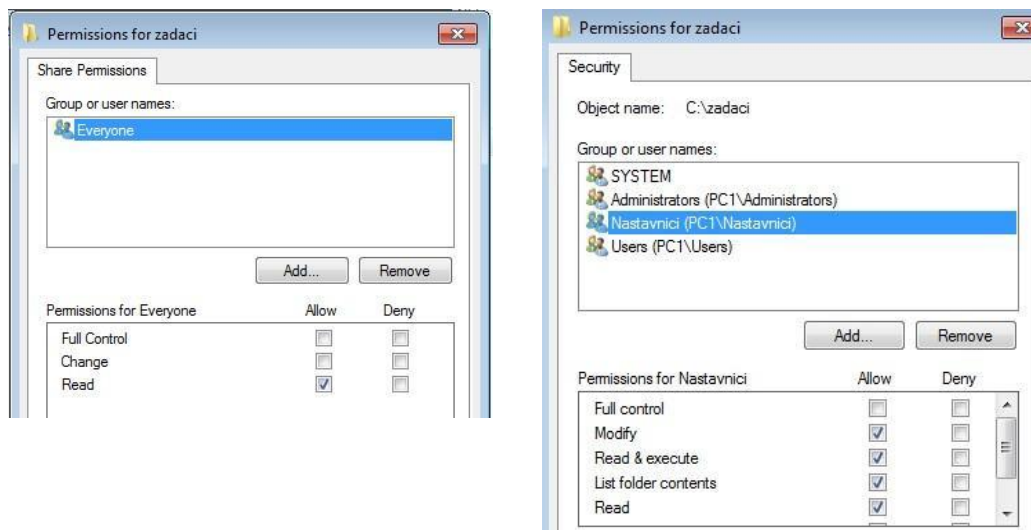 Permissions for zadaci
Share Permissions
Group or user names:
Everyone
Add... Remove
Permissions for Everyone Allow Deny
Full Control
Change
Read
Permissions for zadaci
Security
Object name: C:\zadaci
Group or user names:
SYSTEM
Administrators (PC1\Administrators)
Nastavnici (PC1\Nastavnici)
Users (PC1\Users)
Add... Remove
Permissions for Nastavnici Allow Deny
Full control
Modify
Read & execute
List folder contents
Read